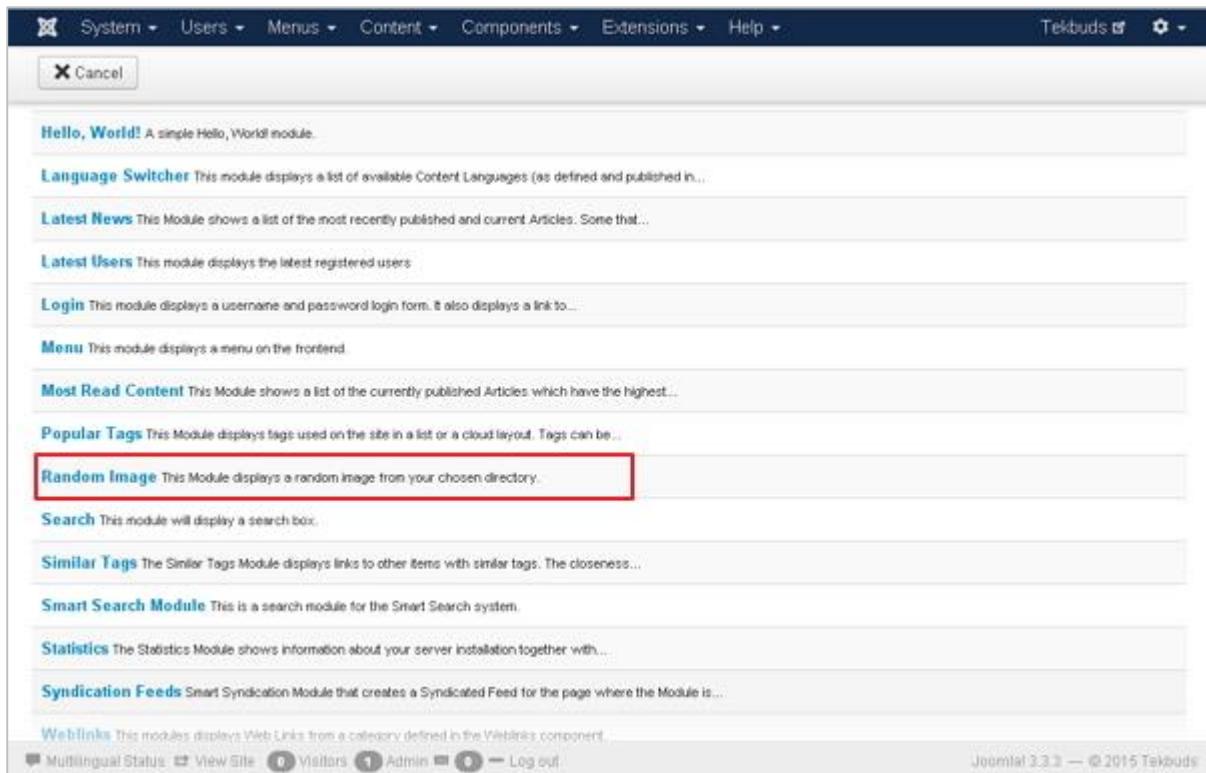 System Users Menus Content Components Extensions Help Tekbuds
Cancel
Hello, World! A simple Hello, World! module.
Language Switcher This module displays a list of available Content Languages (as defined and published in...
Latest News This Module shows a list of the most recently published and current Articles. Some that...
Latest Users This module displays the latest registered users
Login This module displays a username and password login form. It also displays a link to...
Menu This module displays a menu on the frontend.
Most Read Content This Module shows a list of the currently published Articles which have the highest...
Popular Tags This Module displays tags used on the site in a list or a cloud layout. Tags can be...
Random Image This Module displays a random image from your chosen directory.
Search This module will display a search box.
Similar Tags The Similar Tags Module displays links to other items with similar tags. The closeness...
Smart Search Module This is a search module for the Smart Search system.
Statistics The Statistics Module shows information about your server installation together with...
Syndication Feeds Smart Syndication Module that creates a Syndicated Feed for the page where the Module is...
Weblinks This modules displays Web Links from a category defined in the Weblinks component.
Multilingual Status View Site 0 Visitors 1 Admin 0 Log out Joomla! 3.3.3 — © 2015 Tekbuds